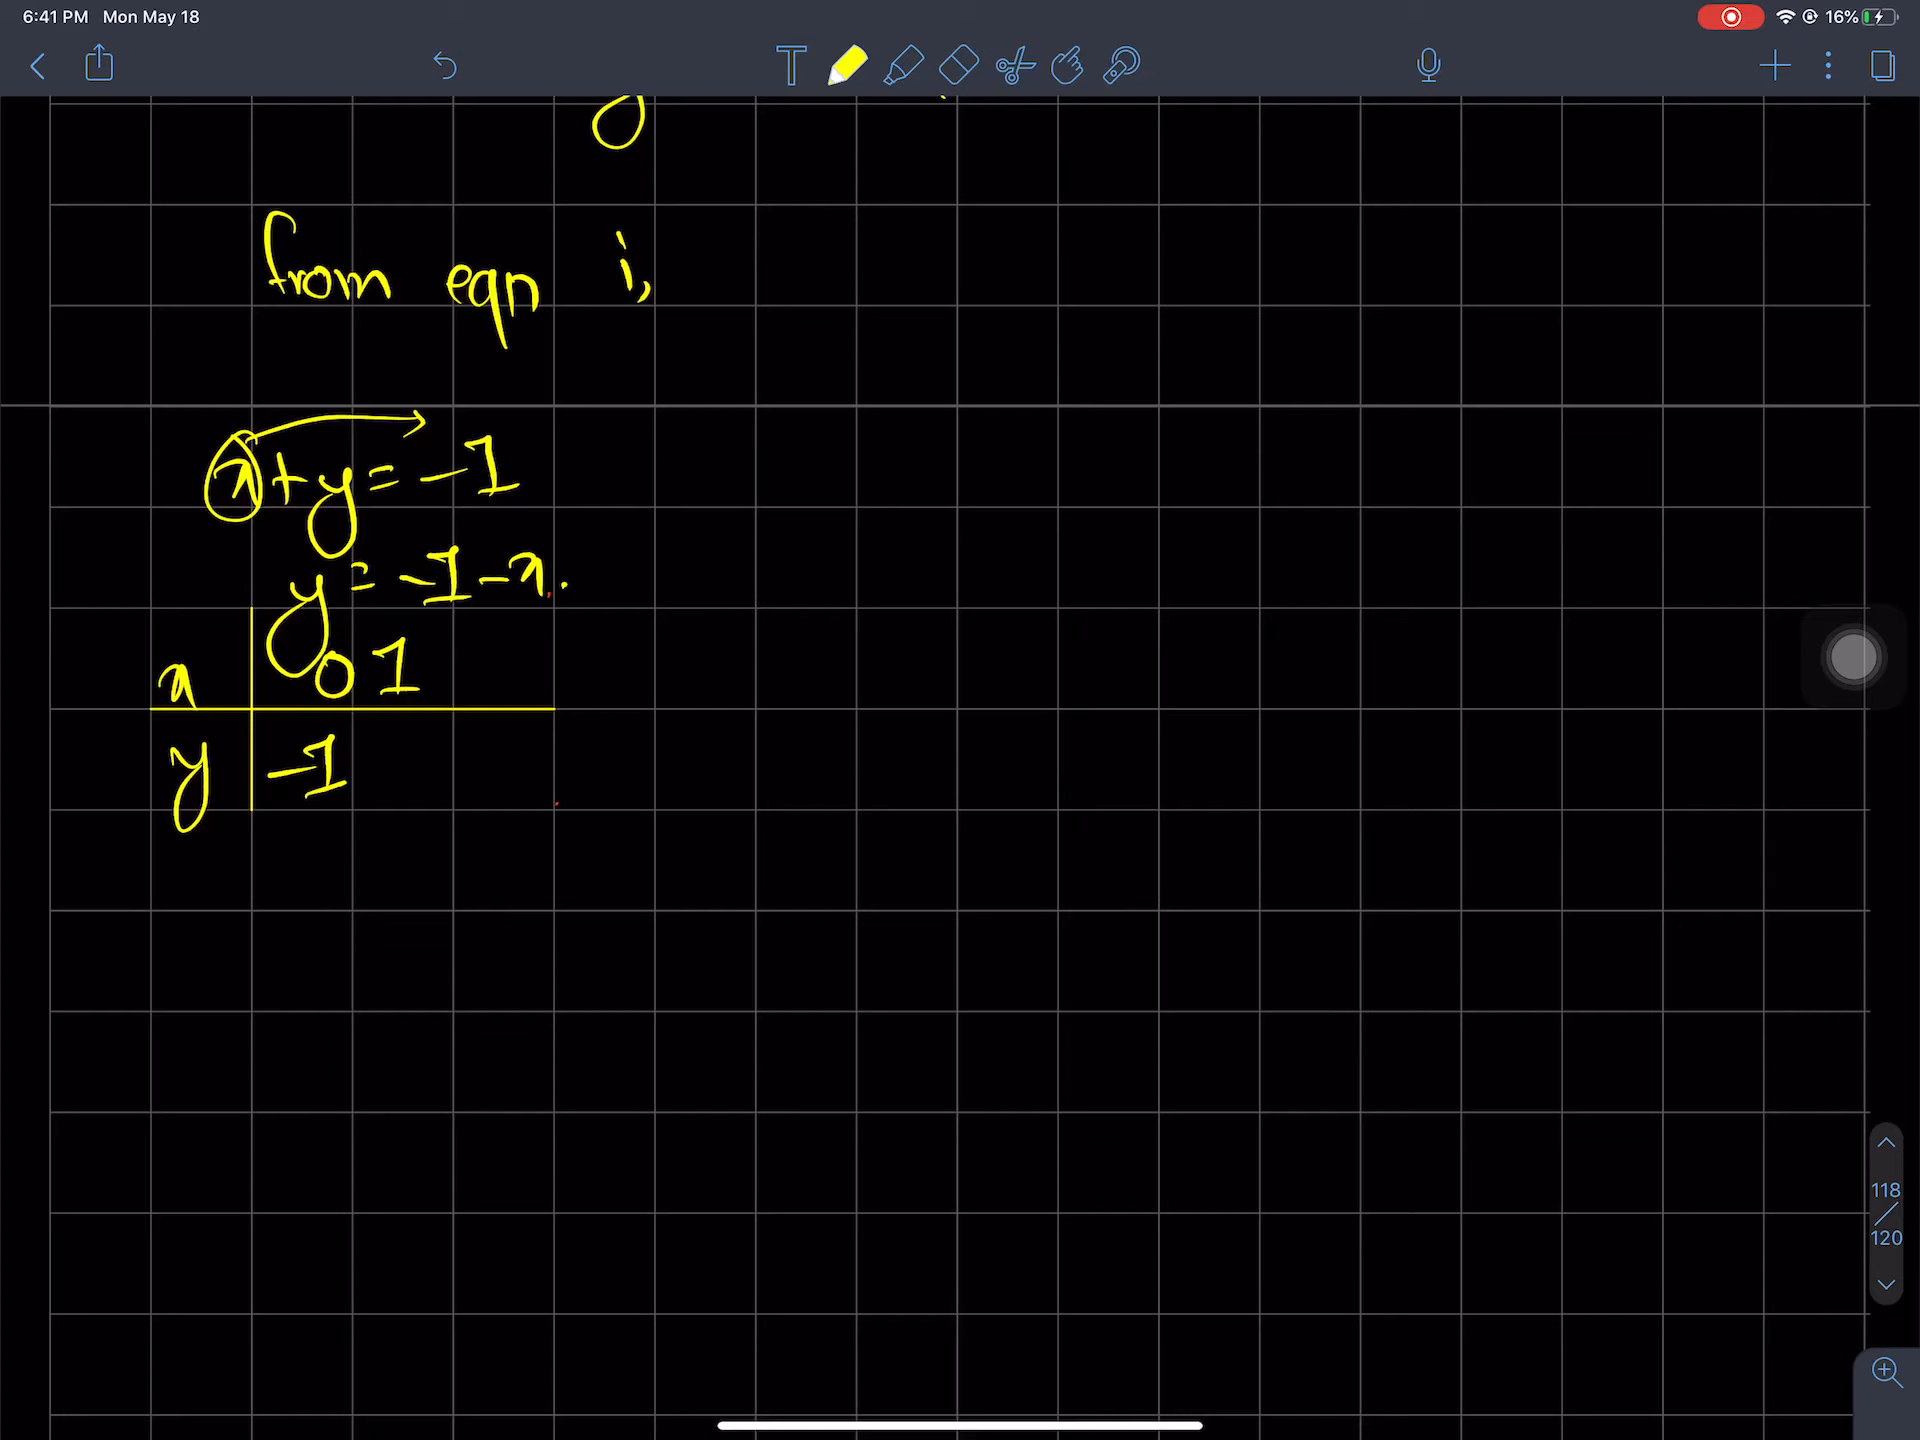 6:41 PM Mon May 18
16%
T
from eqn i,
x+y=-1
y=-1-x.
x 0 1
y -1
118
/
120